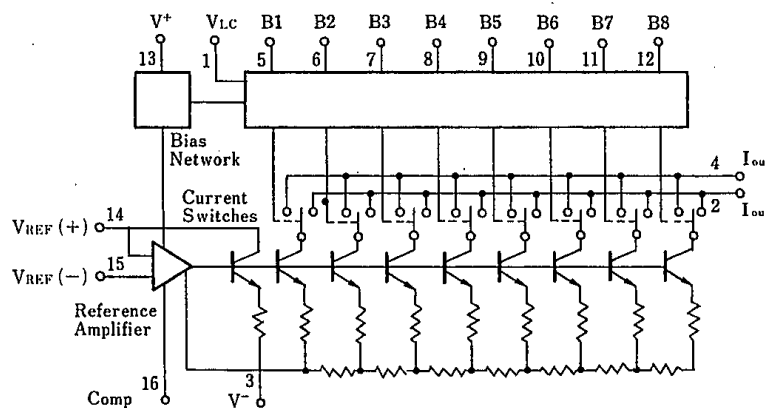 V⁺ VLC B1 B2 B3 B4 B5 B6 B7 B8
13 1 5 6 7 8 9 10 11 12
Bias
Network
4 Iou
Current
Switches
2 Iou
VREF (+) 14
VREF (−) 15
Reference
Amplifier
16 3
Comp V⁻